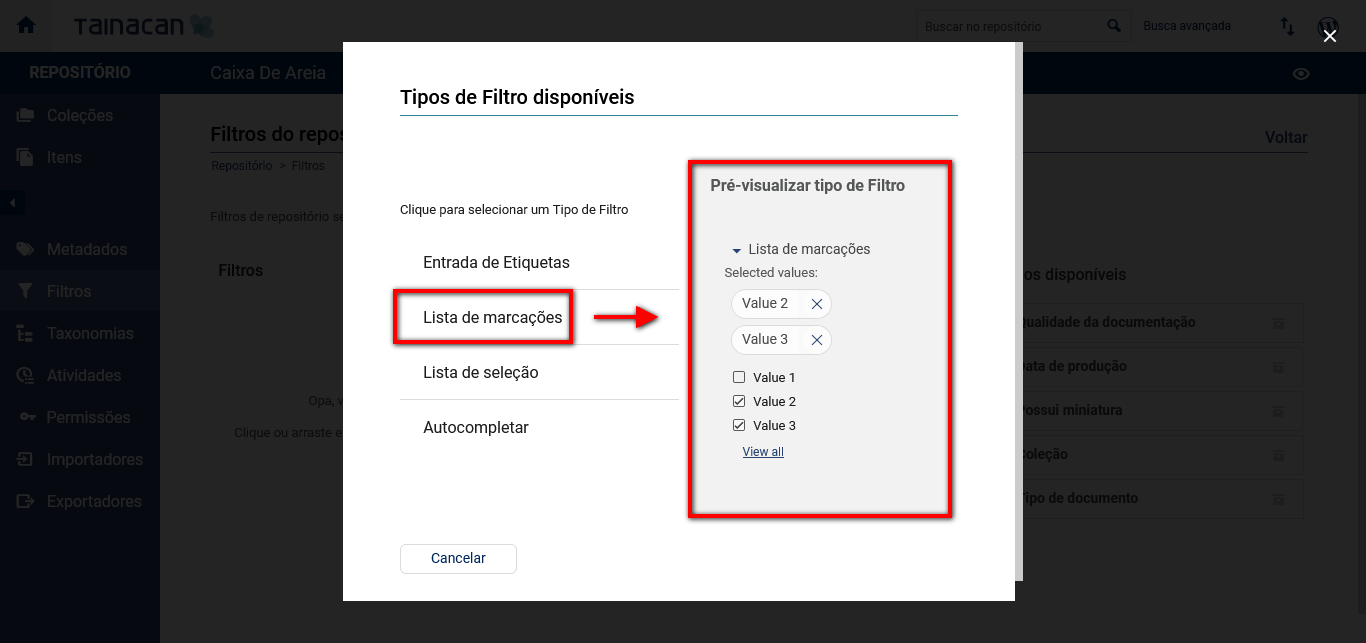 Tainacan
Buscar no repositório
Busca avançada
REPOSITÓRIO
Caixa De Areia
Coleções
Itens
Metadados
Filtros
Taxonomias
Atividades
Permissões
Importadores
Exportadores
Filtros do repos
Voltar
Repositório > Filtros
Filtros de repositório se
Filtros
Opa, v
Clique ou arraste e
os disponíveis
Qualidade da documentação
Data de produção
Possui miniatura
Coleção
Tipo de documento
Tipos de Filtro disponíveis
Clique para selecionar um Tipo de Filtro
Entrada de Etiquetas
Lista de marcações
Lista de seleção
Autocompletar
Cancelar
Pré-visualizar tipo de Filtro
Lista de marcações
Selected values:
Value 2
Value 3
Value 1
Value 2
Value 3
View all